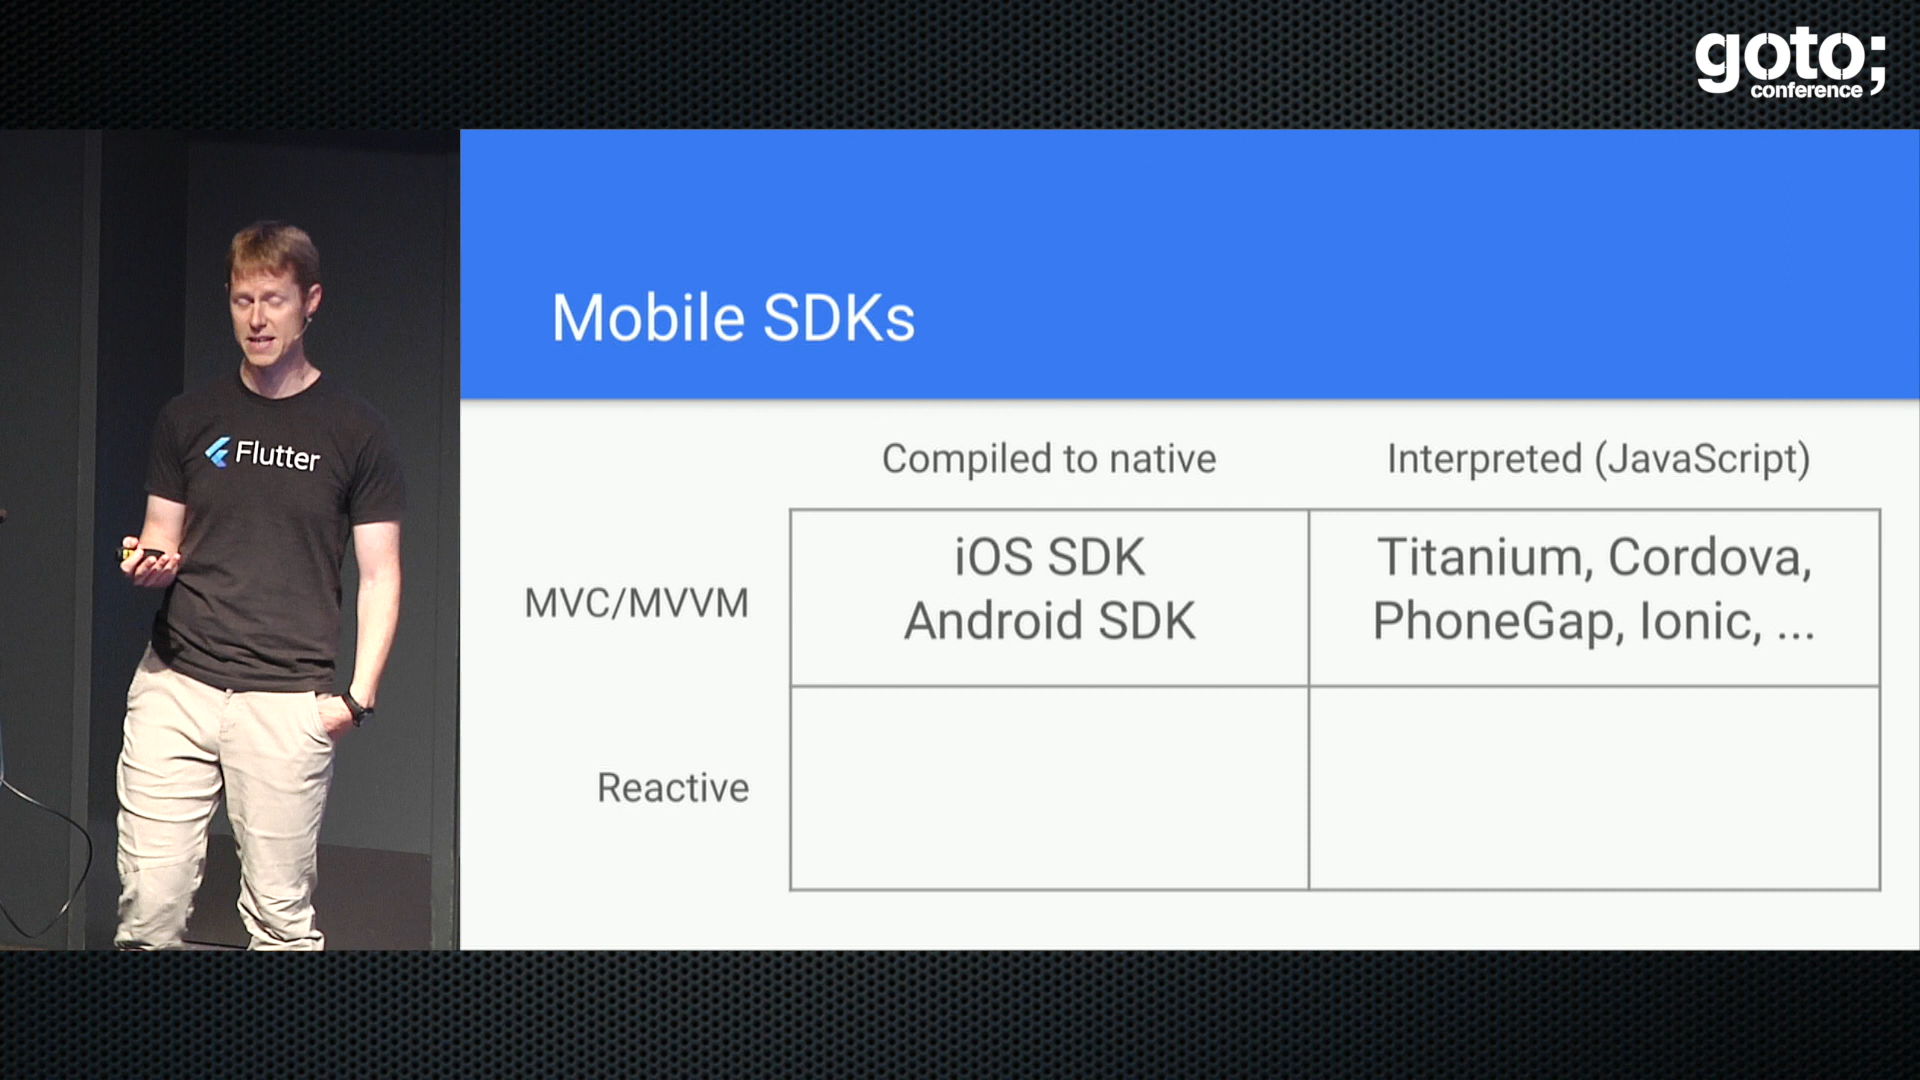 goto;
conference
Flutter
Mobile SDKs
Compiled to native
Interpreted (JavaScript)
MVC/MVVM
iOS SDK
Android SDK
Titanium, Cordova,
PhoneGap, Ionic, ...
Reactive